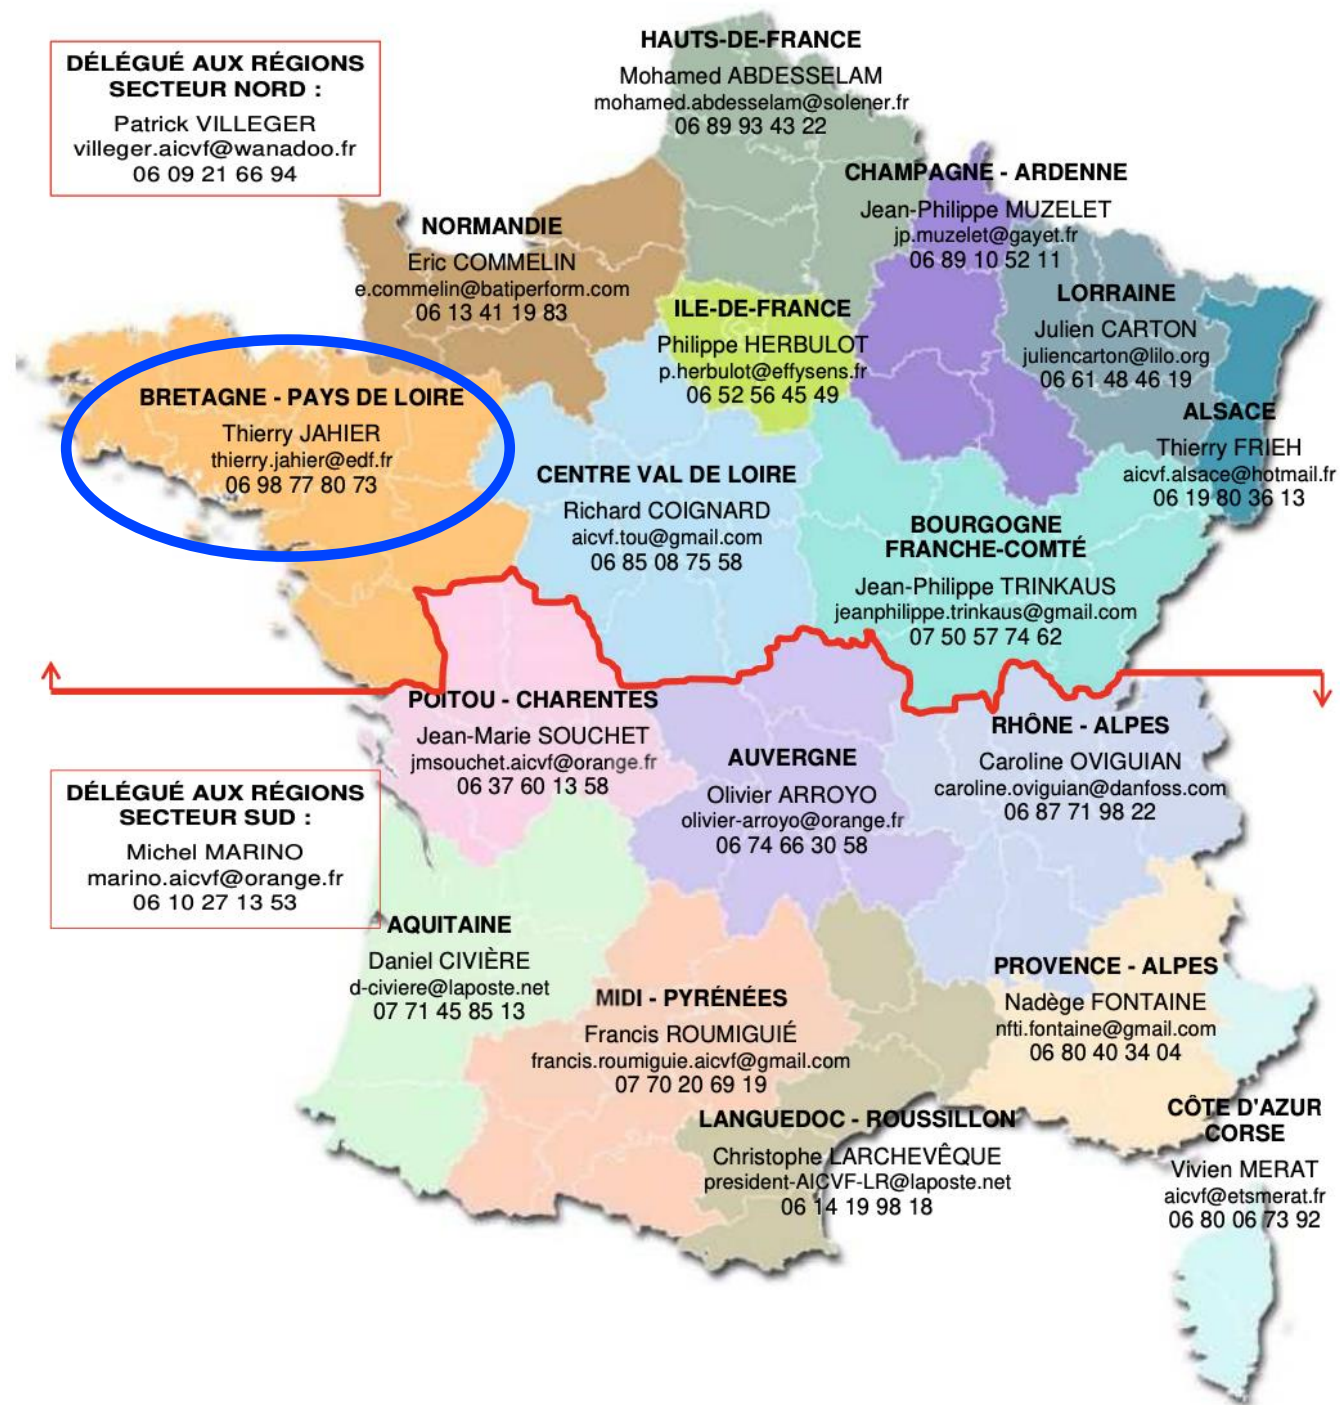 DÉLÉGUÉ AUX RÉGIONS
SECTEUR NORD :
Patrick VILLEGER
villeger.aicvf@wanadoo.fr
06 09 21 66 94
HAUTS-DE-FRANCE
Mohamed ABDESSELAM
mohamed.abdesselam@solener.fr
06 89 93 43 22
CHAMPAGNE - ARDENNE
Jean-Philippe MUZELET
jp.muzelet@gayet.fr
06 89 10 52 11
NORMANDIE
Eric COMMELIN
e.commelin@batiperform.com
06 13 41 19 83
ILE-DE-FRANCE
Philippe HERBULOT
p.herbulot@effysens.fr
06 52 56 45 49
LORRAINE
Julien CARTON
juliencarton@lilo.org
06 61 48 46 19
BRETAGNE - PAYS DE LOIRE
Thierry JAHIER
thierry.jahier@edf.fr
06 98 77 80 73
ALSACE
Thierry FRIEH
aicvf.alsace@hotmail.fr
06 19 80 36 13
CENTRE VAL DE LOIRE
Richard COIGNARD
aicvf.tou@gmail.com
06 85 08 75 58
BOURGOGNE
FRANCHE-COMTÉ
Jean-Philippe TRINKAUS
jeanphilippe.trinkaus@gmail.com
07 50 57 74 62
POITOU - CHARENTES
Jean-Marie SOUCHET
jmsouchet.aicvf@orange.fr
06 37 60 13 58
AUVERGNE
Olivier ARROYO
olivier-arroyo@orange.fr
06 74 66 30 58
RHÔNE - ALPES
Caroline OVIGUIAN
caroline.oviguian@danfoss.com
06 87 71 98 22
DÉLÉGUÉ AUX RÉGIONS
SECTEUR SUD :
Michel MARINO
marino.aicvf@orange.fr
06 10 27 13 53
AQUITAINE
Daniel CIVIÈRE
d-civiere@laposte.net
07 71 45 85 13
MIDI - PYRÉNÉES
Francis ROUMIGUIÉ
francis.roumiguie.aicvf@gmail.com
07 70 20 69 19
PROVENCE - ALPES
Nadège FONTAINE
nfti.fontaine@gmail.com
06 80 40 34 04
LANGUEDOC - ROUSSILLON
Christophe LARCHEVÊQUE
president-AICVF-LR@laposte.net
06 14 19 98 18
CÔTE D'AZUR
CORSE
Vivien MERAT
aicvf@etsmerat.fr
06 80 06 73 92